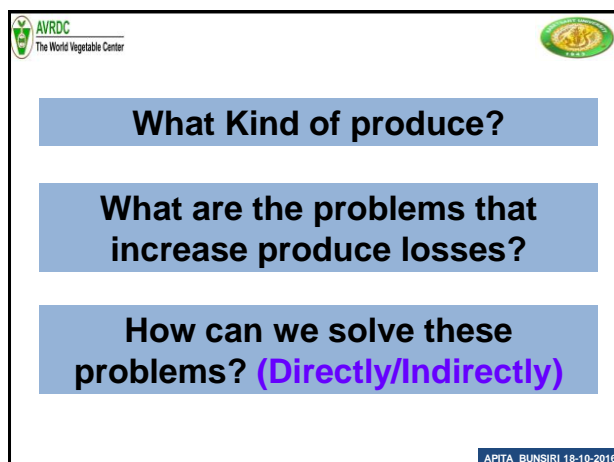 AVRDC
The World Vegetable Center
What Kind of produce?
What are the problems that
increase produce losses?
How can we solve these
problems? (Directly/Indirectly)
APITA BUNSIRI 18-10-2016